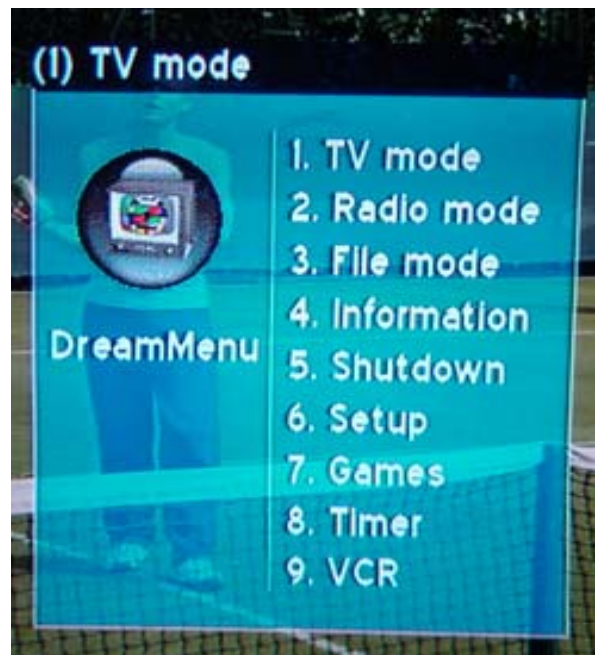 (1) TV mode
1. TV mode
2. Radio mode
3. File mode
4. Information
DreamMenu
5. Shutdown
6. Setup
7. Games
8. Timer
9. VCR